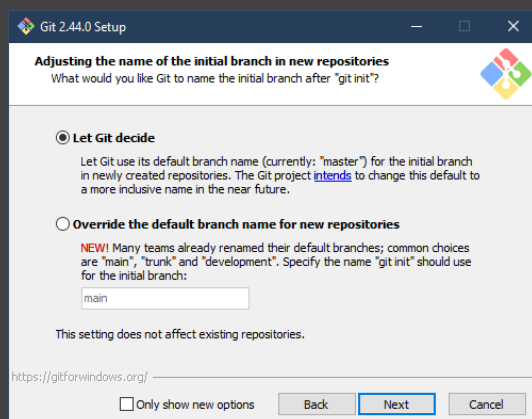 Git 2.44.0 Setup
Adjusting the name of the initial branch in new repositories
What would you like Git to name the initial branch after "git init"?
Let Git decide
Let Git use its default branch name (currently: "master") for the initial branch
in newly created repositories. The Git project intends to change this default to
a more inclusive name in the near future.
Override the default branch name for new repositories
NEW! Many teams already renamed their default branches; common choices
are "main", "trunk" and "development". Specify the name "git init" should use
for the initial branch:
main
This setting does not affect existing repositories.
https://gitforwindows.org/
Only show new options
Back
Next
Cancel